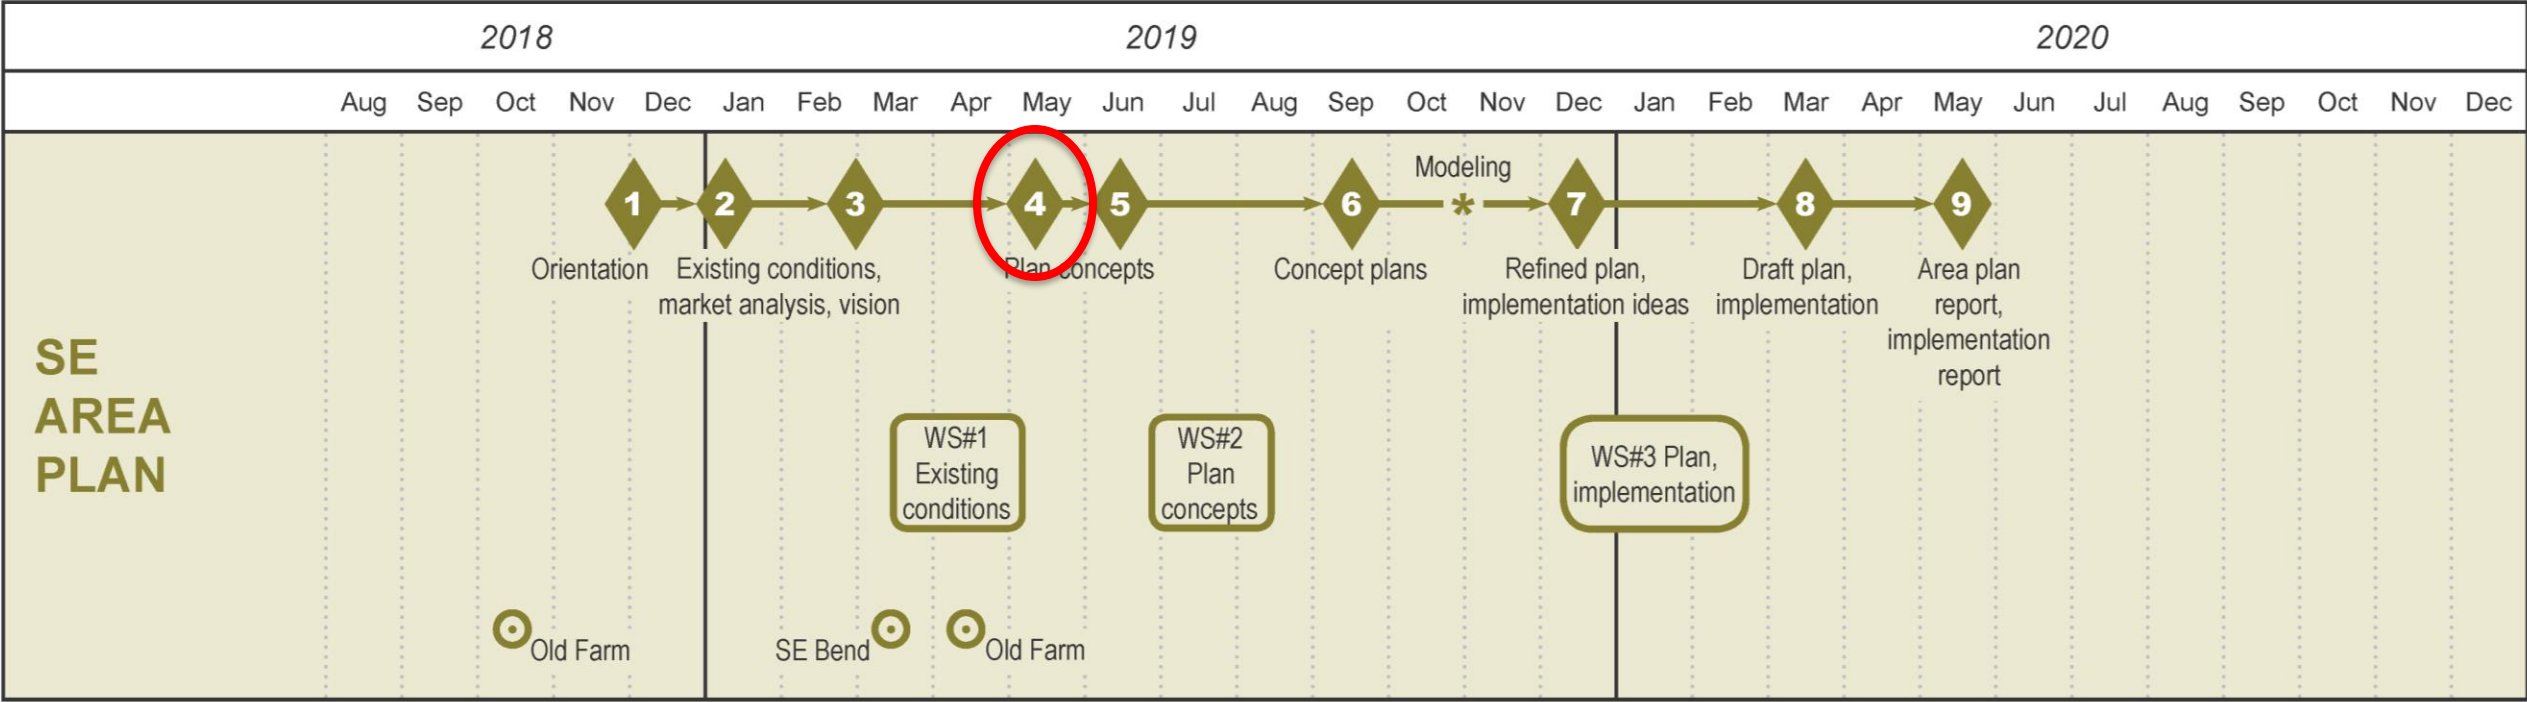 2018 2019 2020
Aug Sep Oct Nov Dec Jan Feb Mar Apr May Jun Jul Aug Sep Oct Nov Dec Jan Feb Mar Apr May Jun Jul Aug Sep Oct Nov Dec
Modeling
1 2 3 4 5 6 * 7 8 9
Orientation
Existing conditions,
market analysis, vision
Plan concepts
Concept plans
Refined plan,
implementation ideas
Draft plan,
implementation
Area plan
report,
implementation
report
SE
AREA
PLAN
WS#1
Existing
conditions
WS#2
Plan
concepts
WS#3 Plan,
implementation
Old Farm
SE Bend
Old Farm